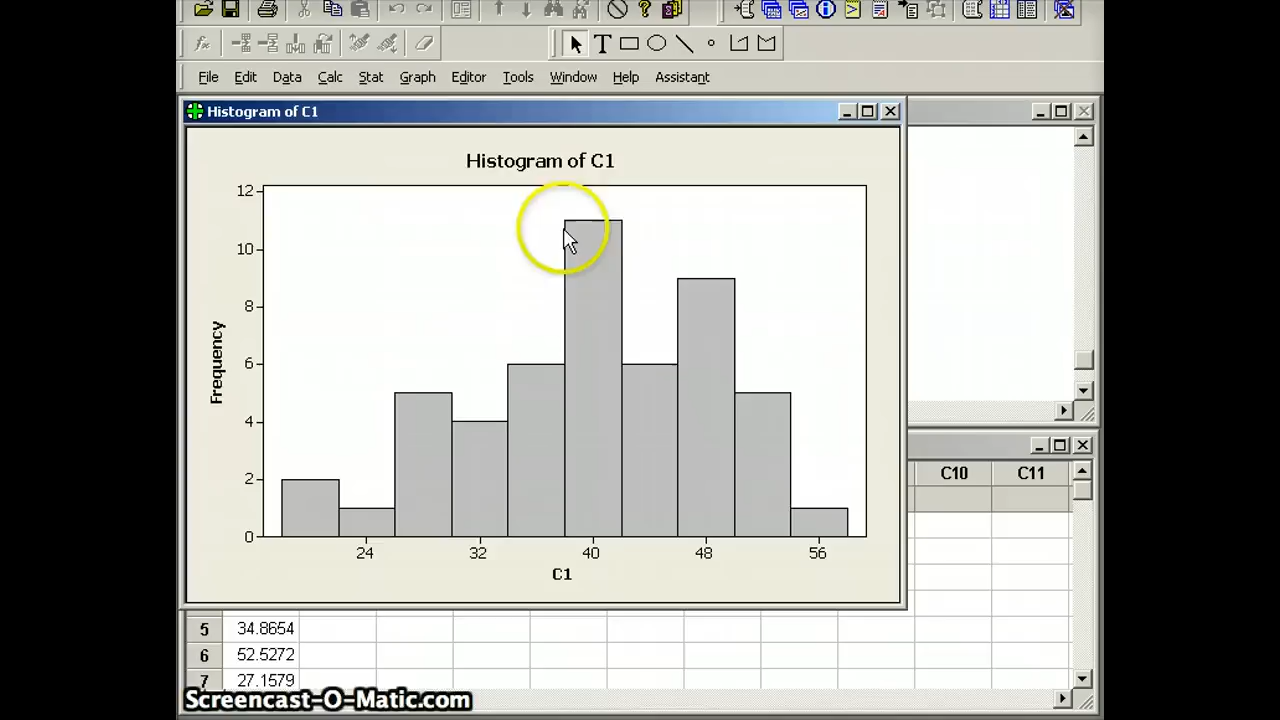 File Edit Data Calc Stat Graph Editor Tools Window Help Assistant
Histogram of C1
Histogram of C1
12
10
8
6
4
2
0
Frequency
24 32 40 48 56
C1
C10 C11
5 34.8654
6 52.5272
7 27.1579
Screencast-O-Matic.com